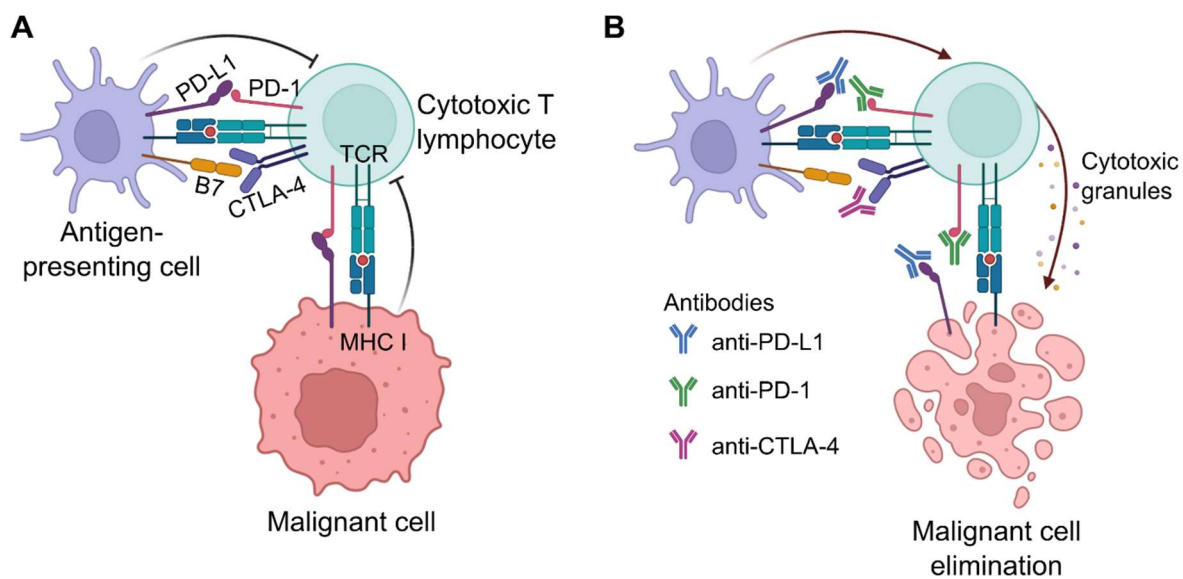 A
PD-L1
PD-1
Cytotoxic T
lymphocyte
TCR
B7
CTLA-4
Antigen-
presenting cell
MHC I
Malignant cell
B
Cytotoxic
granules
Antibodies
anti-PD-L1
anti-PD-1
anti-CTLA-4
Malignant cell
elimination